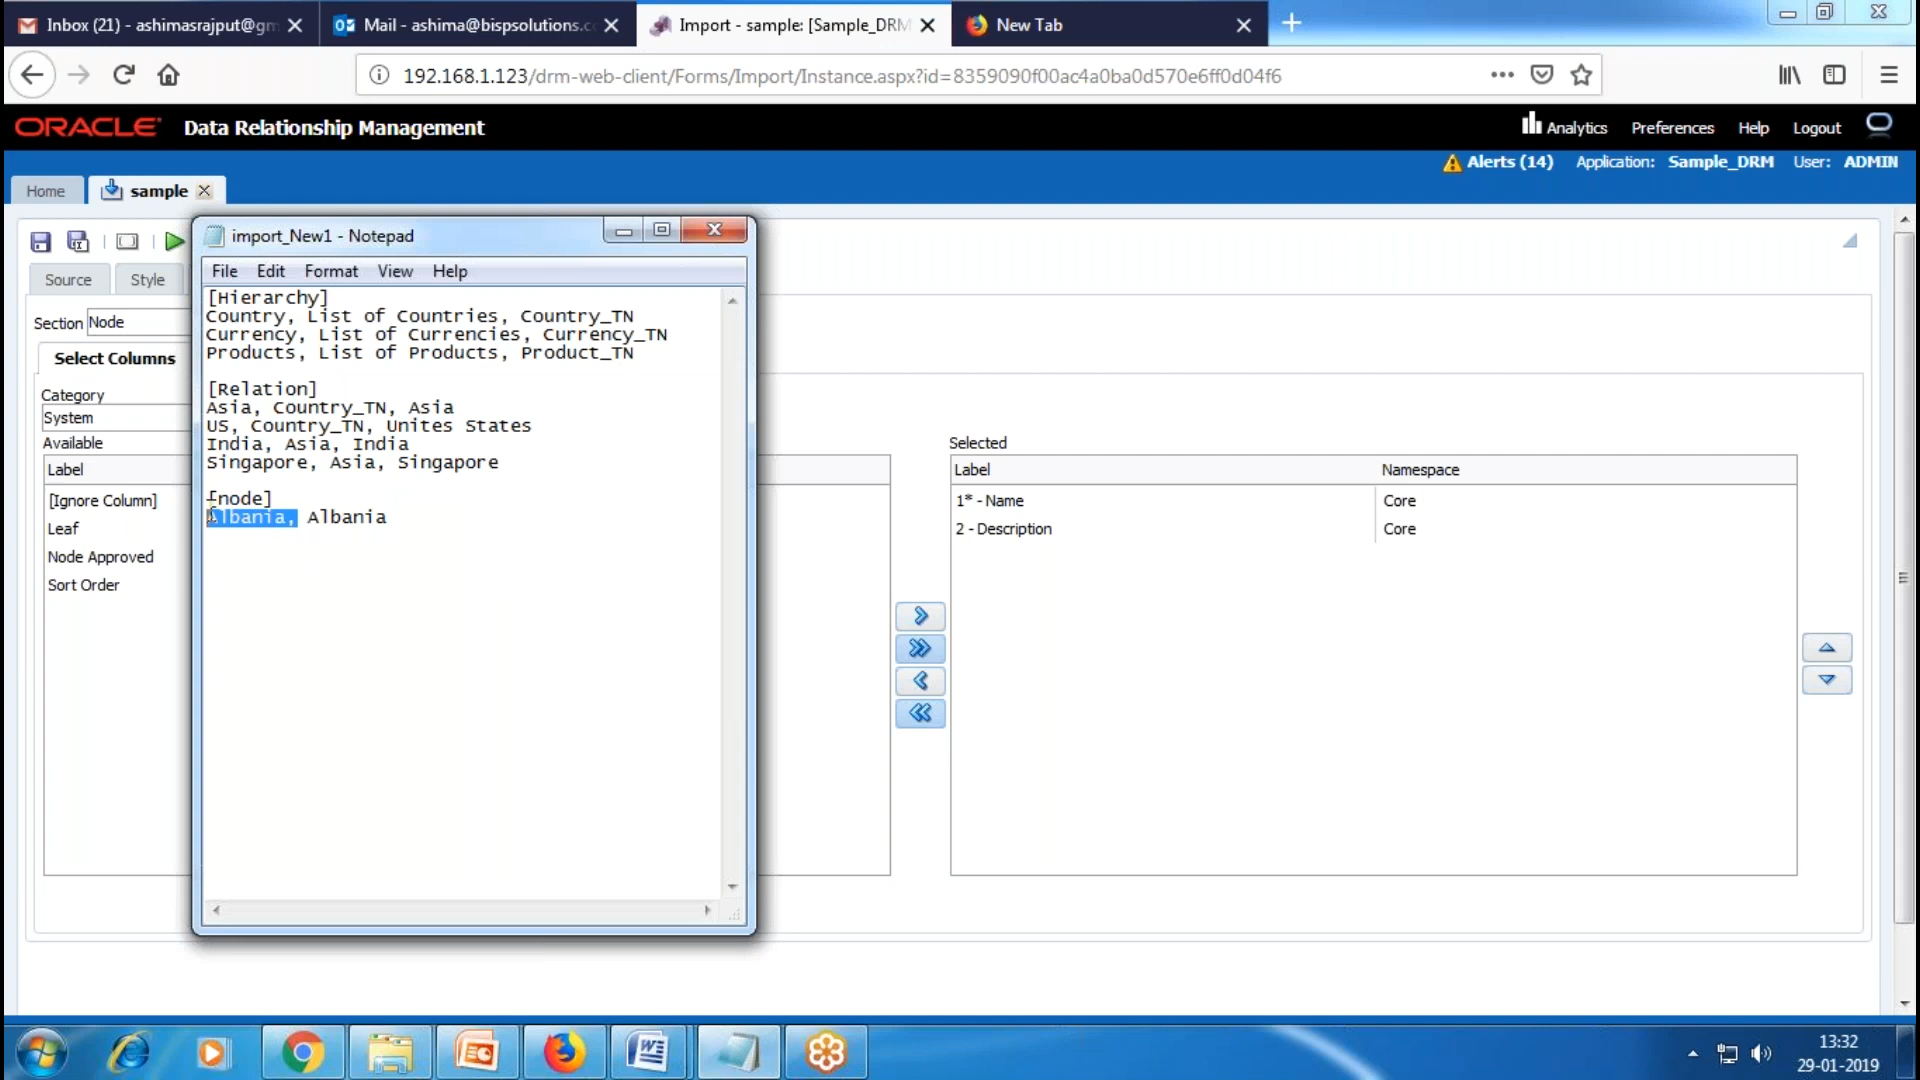 Inbox (21) - ashimasrajput@gm
Mail - ashima@bispsolutions.c
Import - sample: [Sample_DRM
New Tab
192.168.1.123/drm-web-client/Forms/Import/Instance.aspx?id=8359090f00ac4a0ba0d570e6ff0d04f6
ORACLE Data Relationship Management
Analytics Preferences Help Logout
Alerts (14) Application: Sample_DRM User: ADMIN
Home sample
import_New1 - Notepad
Source Style
File Edit Format View Help
Section Node
Select Columns
Category
System
Available
Label
[Ignore Column]
Leaf
Node Approved
Sort Order
[Hierarchy]
Country, List of Countries, Country_TN
Currency, List of Currencies, Currency_TN
Products, List of Products, Product_TN
[Relation]
Asia, Country_TN, Asia
US, Country_TN, Unites States
India, Asia, India
Singapore, Asia, Singapore
[node]
Albania, Albania
Selected
Label Namespace
1* - Name Core
2 - Description Core
13:32
29-01-2019